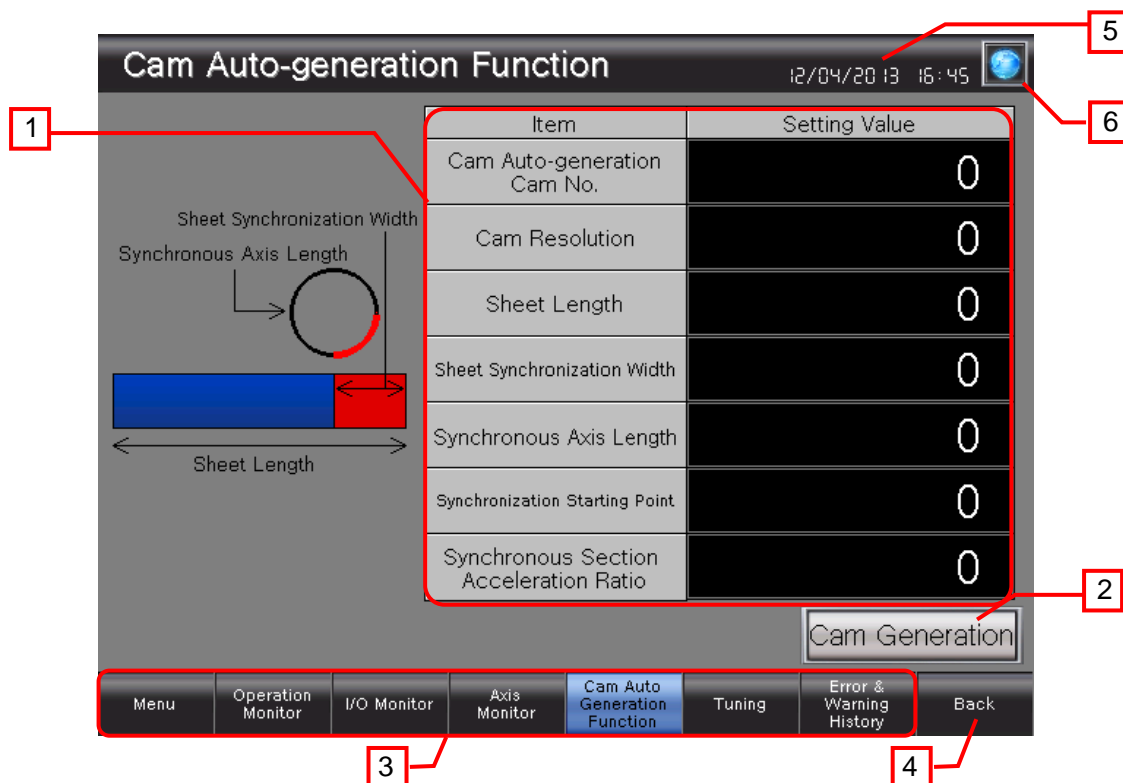 5
Cam Auto-generation Function
12/04/2013 16:45
6
1
Item
Setting Value
Cam Auto-generation
Cam No.
0
Cam Resolution
0
Sheet Length
0
Sheet Synchronization Width
0
Synchronous Axis Length
0
Synchronization Starting Point
0
Synchronous Section
Acceleration Ratio
0
Sheet Synchronization Width
Synchronous Axis Length
Sheet Length
2
Cam Generation
Menu
Operation
Monitor
I/O Monitor
Axis
Monitor
Cam Auto
Generation
Function
Tuning
Error &
Warning
History
Back
3
4